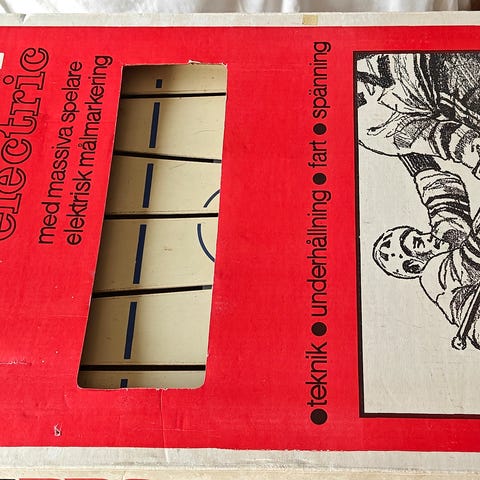 electric
med massiva spelare
elektrisk målmarkering
● teknik ● underhållning ● fart ● spänning